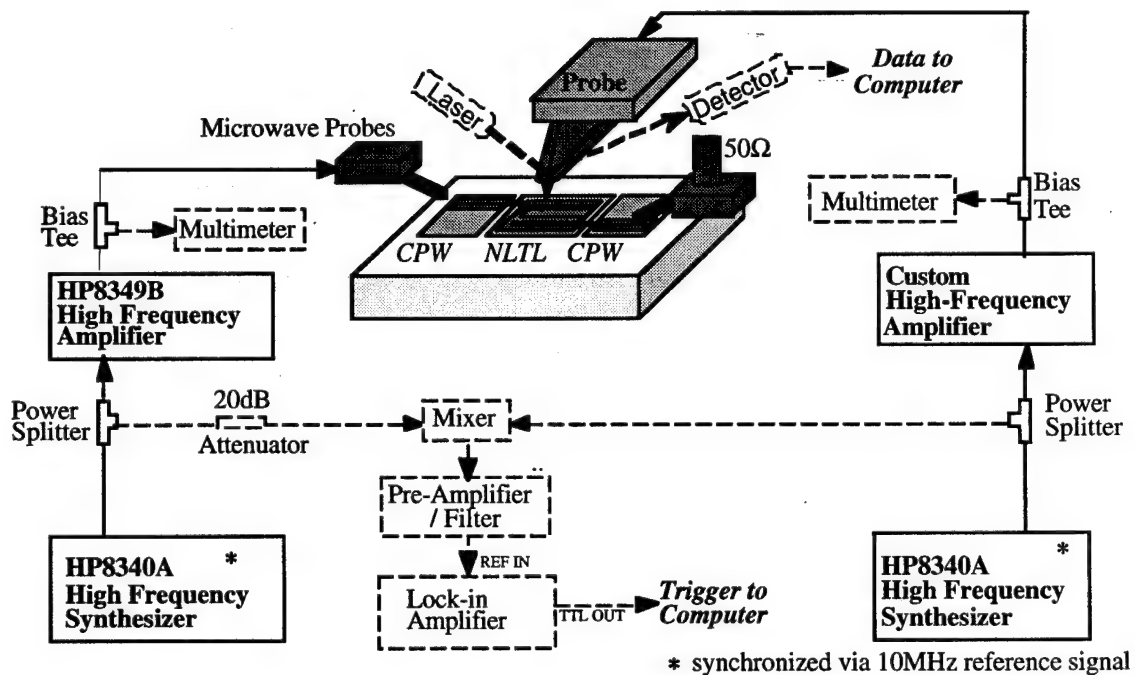 Probe
Laser
Detector
Data to
Computer
Microwave Probes
50Ω
Bias
Tee
Multimeter
Multimeter
Bias
Tee
CPW
NLTL
CPW
HP8349B
High Frequency
Amplifier
Custom
High-Frequency
Amplifier
Power
Splitter
20dB
Attenuator
Mixer
Power
Splitter
Pre-Amplifier
/ Filter
REF IN
HP8340A *
High Frequency
Synthesizer
Lock-in
Amplifier
TTL OUT
Trigger to
Computer
HP8340A *
High Frequency
Synthesizer
* synchronized via 10MHz reference signal